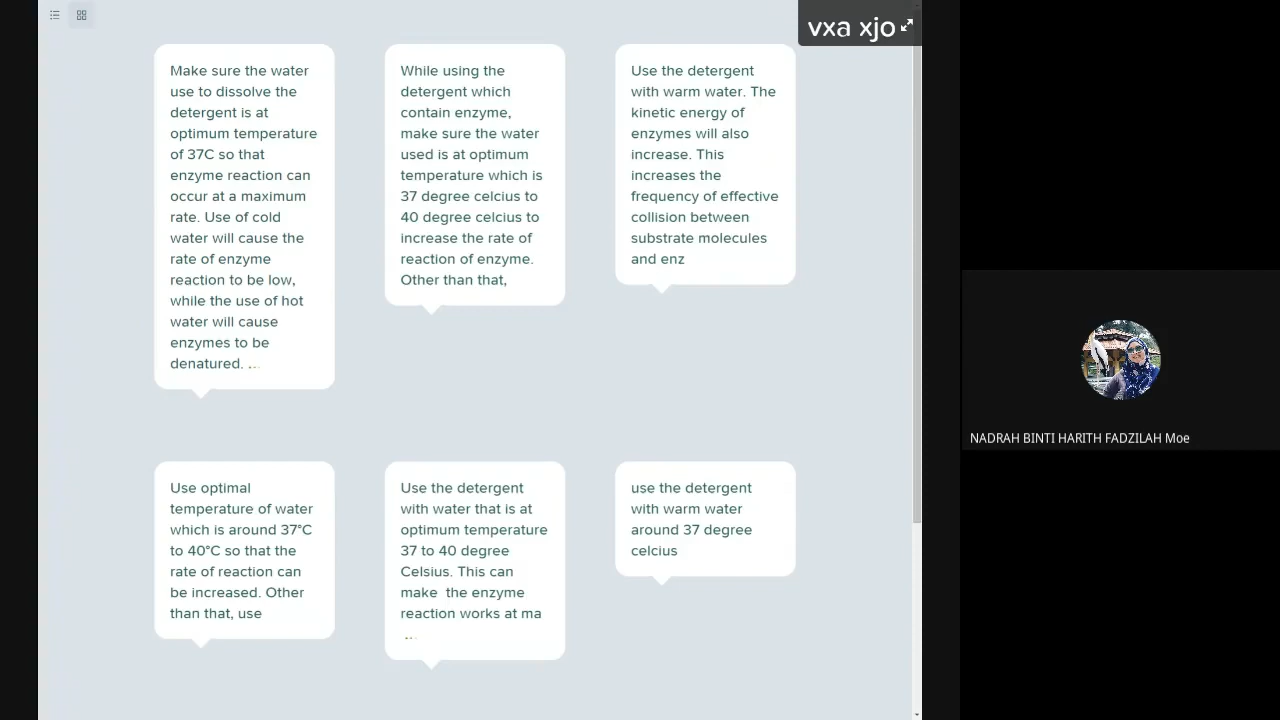 vxa xjo
Make sure the water
use to dissolve the
detergent is at
optimum temperature
of 37C so that
enzyme reaction can
occur at a maximum
rate. Use of cold
water will cause the
rate of enzyme
reaction to be low,
while the use of hot
water will cause
enzymes to be
denatured. ...
While using the
detergent which
contain enzyme,
make sure the water
used is at optimum
temperature which is
37 degree celcius to
40 degree celcius to
increase the rate of
reaction of enzyme.
Other than that,
Use the detergent
with warm water. The
kinetic energy of
enzymes will also
increase. This
increases the
frequency of effective
collision between
substrate molecules
and enz
Use optimal
temperature of water
which is around 37°C
to 40°C so that the
rate of reaction can
be increased. Other
than that, use
Use the detergent
with water that is at
optimum temperature
37 to 40 degree
Celsius. This can
make  the enzyme
reaction works at ma
...
use the detergent
with warm water
around 37 degree
celcius
NADRAH BINTI HARITH FADZILAH Moe